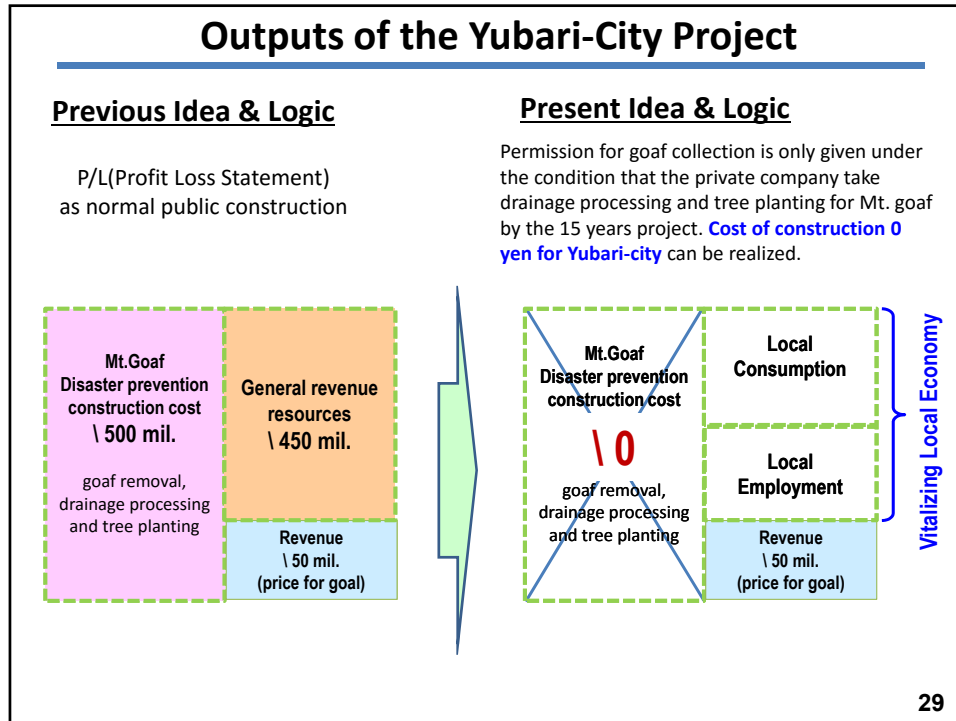 Outputs of the Yubari-City Project
Previous Idea & Logic
P/L(Profit Loss Statement)
as normal public construction
Present Idea & Logic
Permission for goaf collection is only given under
the condition that the private company take
drainage processing and tree planting for Mt. goaf
by the 15 years project. Cost of construction 0
yen for Yubari-city can be realized.
Mt.Goaf
Disaster prevention
construction cost
\ 500 mil.
goaf removal,
drainage processing
and tree planting
General revenue
resources
\ 450 mil.
Revenue
\ 50 mil.
(price for goal)
Mt.Goaf
Disaster prevention
construction cost
\ 0
goaf removal,
drainage processing
and tree planting
Local
Consumption
Local
Employment
Revenue
\ 50 mil.
(price for goal)
Vitalizing Local Economy
29